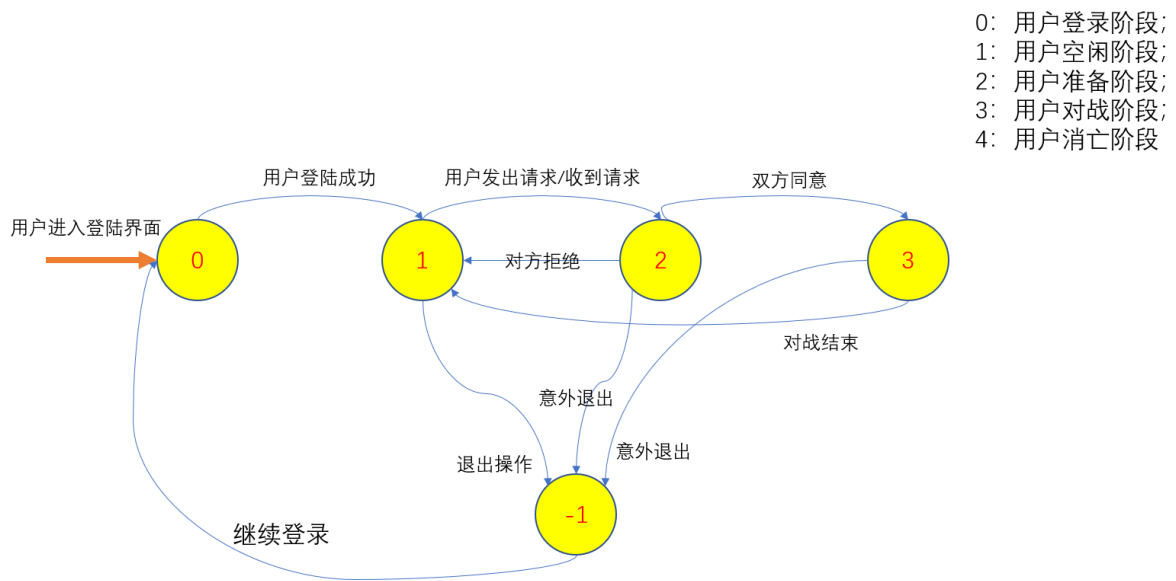 0：用户登录阶段；
1：用户空闲阶段；
2：用户准备阶段；
3：用户对战阶段；
4：用户消亡阶段
用户登陆成功
用户发出请求/收到请求
双方同意
用户进入登陆界面
0
1
对方拒绝
2
3
对战结束
意外退出
意外退出
退出操作
-1
继续登录